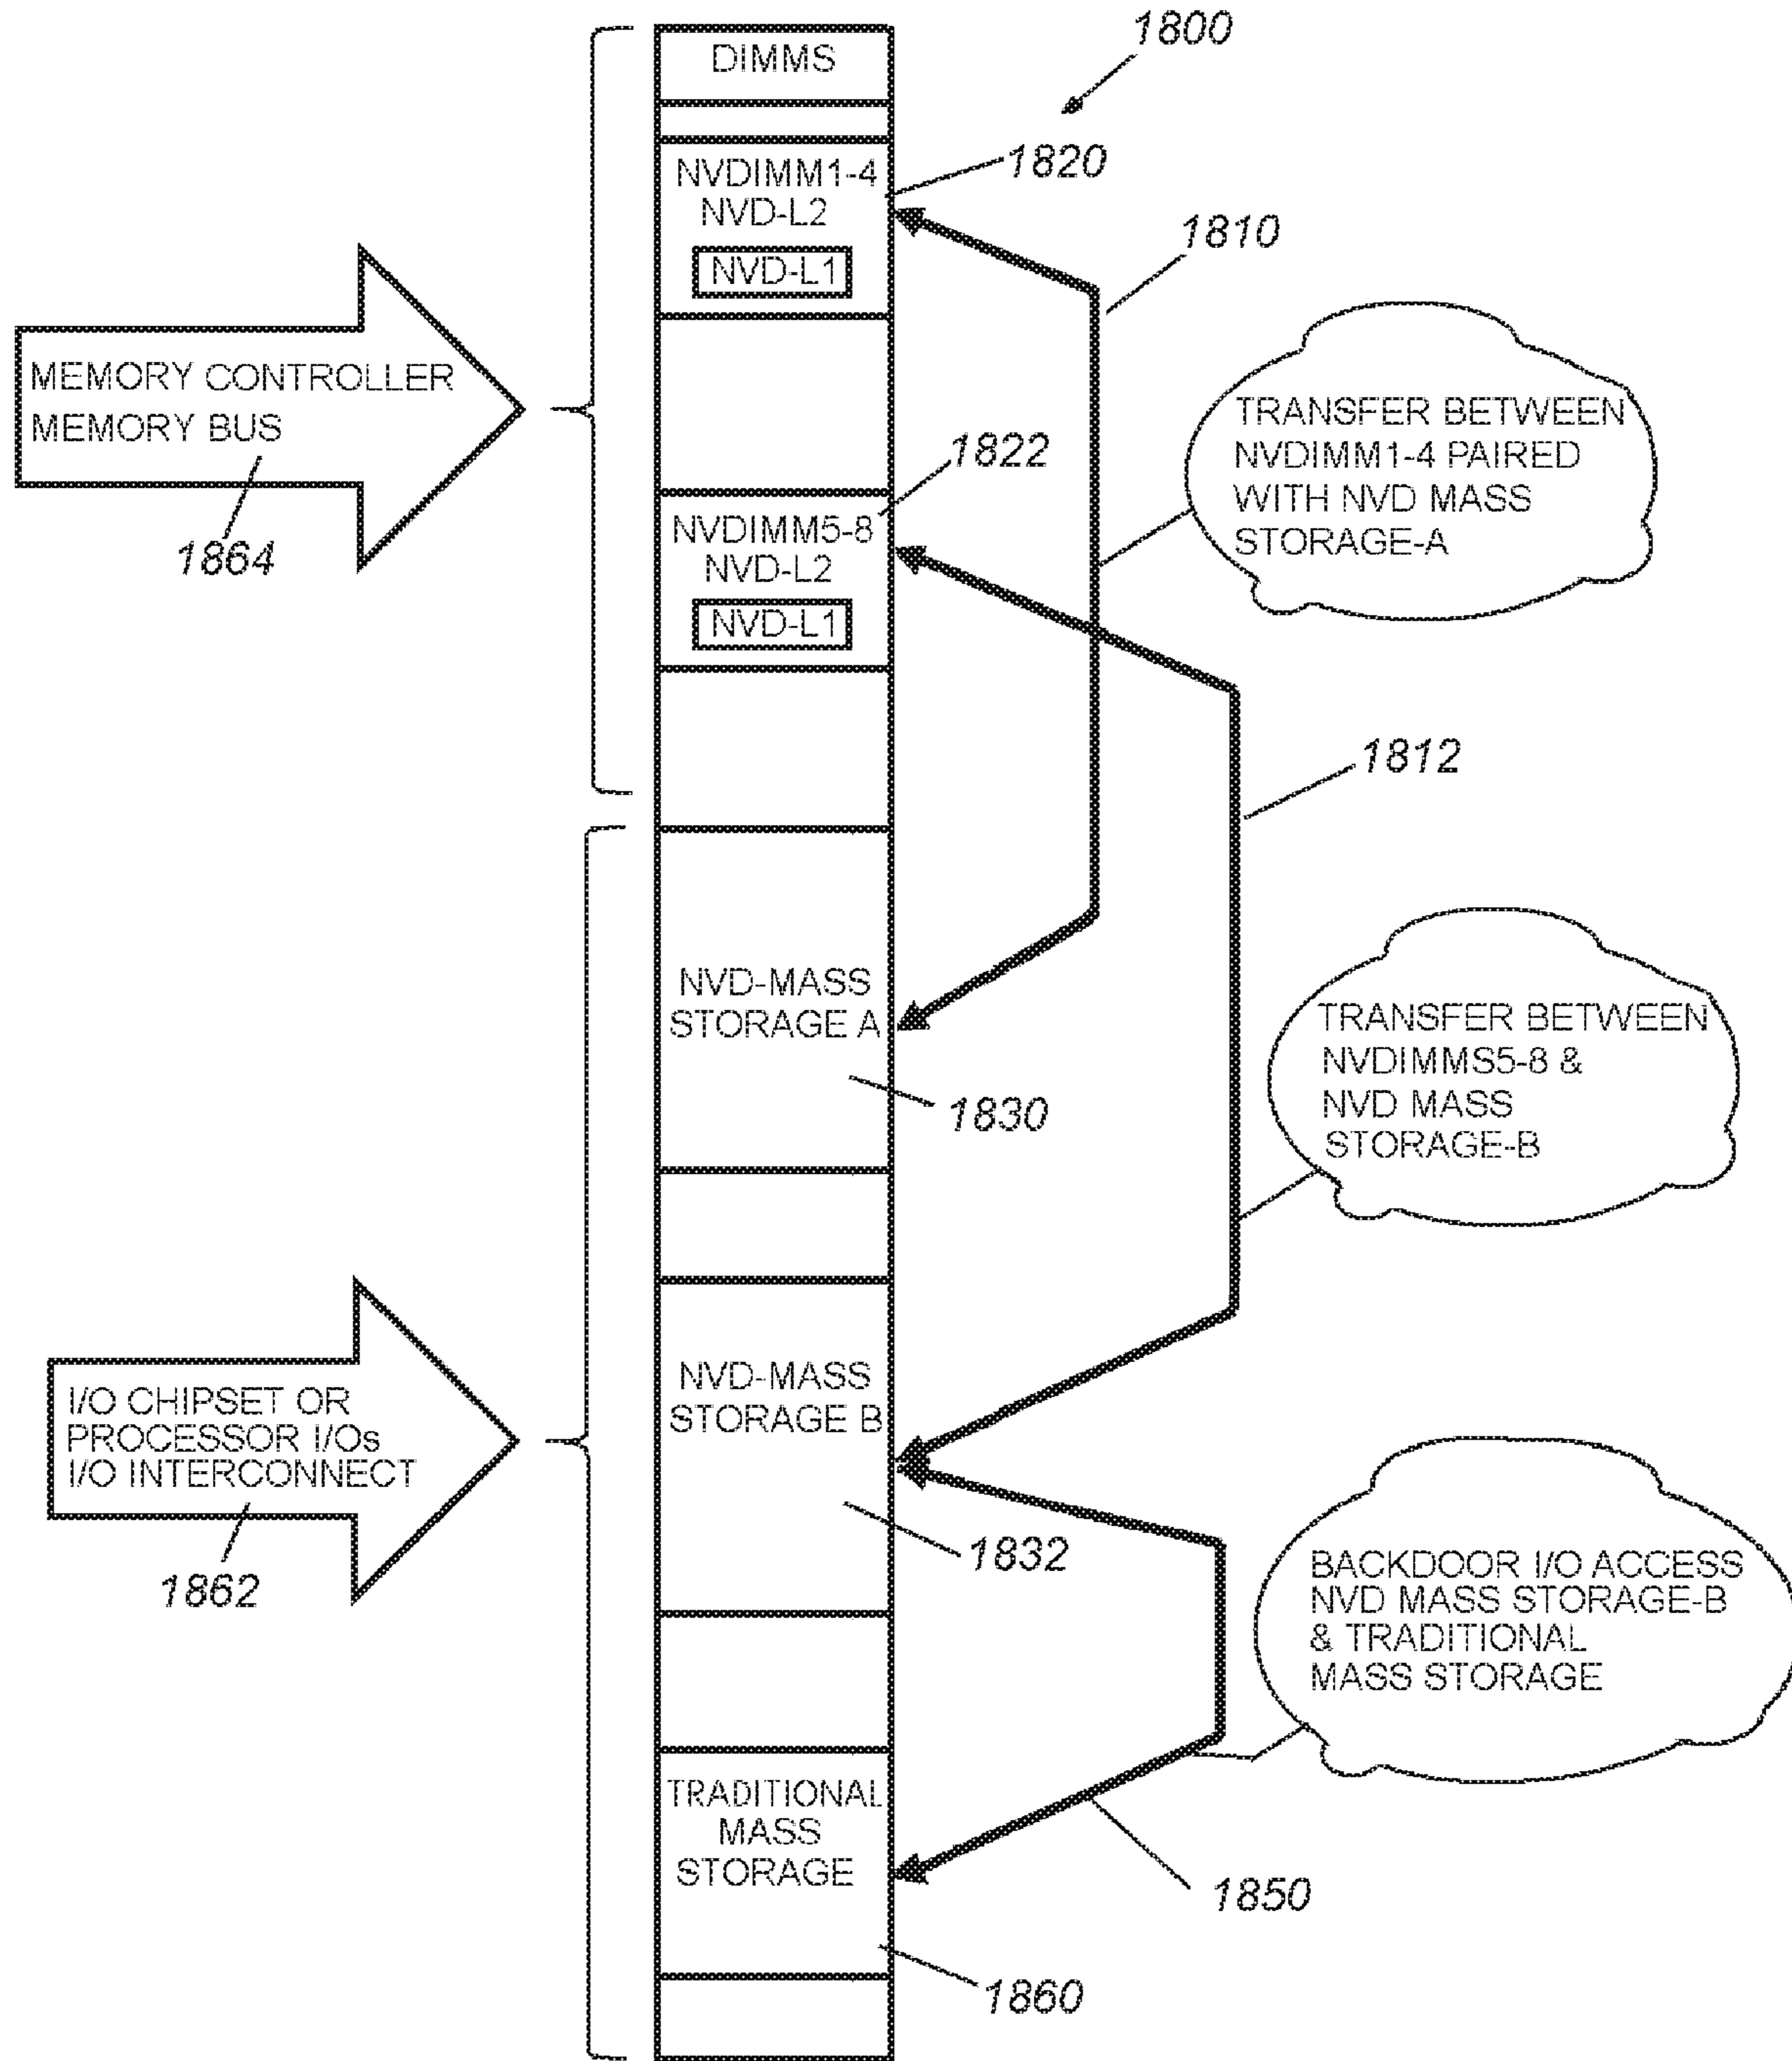 1800
DIMMS
1820
NVDIMM1-4
NVD-L2
NVD-L1
1810
MEMORY CONTROLLER
MEMORY BUS
1864
TRANSFER BETWEEN
NVDIMM1-4 PAIRED
WITH NVD MASS
STORAGE-A
1822
NVDIMM5-8
NVD-L2
NVD-L1
1812
NVD-MASS
STORAGE A
1830
TRANSFER BETWEEN
NVDIMMS5-8 &
NVD MASS
STORAGE-B
NVD-MASS
STORAGE B
1832
I/O CHIPSET OR
PROCESSOR I/Os
I/O INTERCONNECT
1862
BACKDOOR I/O ACCESS
NVD MASS STORAGE-B
& TRADITIONAL
MASS STORAGE
TRADITIONAL
MASS
STORAGE
1850
1860